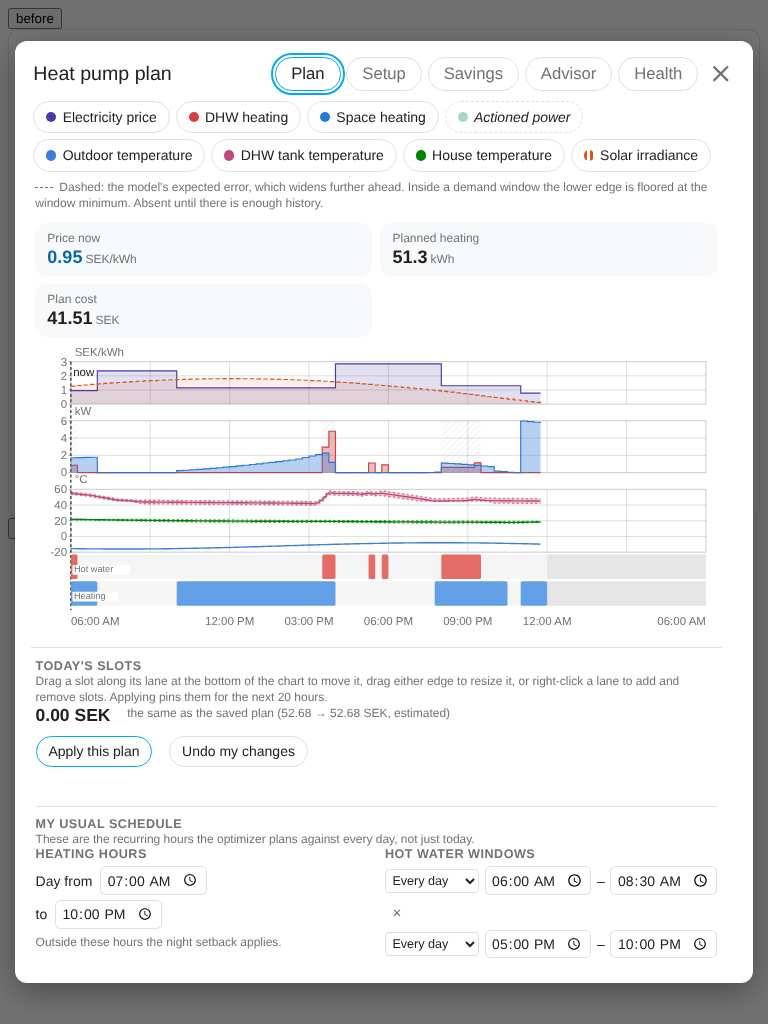 before
Heat pump plan
Plan
Setup
Savings
Advisor
Health
Electricity price
DHW heating
Space heating
Actioned power
Outdoor temperature
DHW tank temperature
House temperature
Solar irradiance
Dashed: the model's expected error, which widens further ahead. Inside a demand window the lower edge is floored at the
window minimum. Absent until there is enough history.
Price now
0.95 SEK/kWh
Planned heating
51.3 kWh
Plan cost
41.51 SEK
SEK/kWh
3
now
2
1
0
kW
6
4
2
0
°C
60
40
20
0
-20
Hot water
Heating
06:00 AM
12:00 PM
03:00 PM
06:00 PM
09:00 PM
12:00 AM
06:00 AM
TODAY'S SLOTS
Drag a slot along its lane at the bottom of the chart to move it, drag either edge to resize it, or right-click a lane to add and
remove slots. Applying pins them for the next 20 hours.
0.00 SEK the same as the saved plan (52.68 → 52.68 SEK, estimated)
Apply this plan
Undo my changes
MY USUAL SCHEDULE
These are the recurring hours the optimizer plans against every day, not just today.
HEATING HOURS
Day from 07:00 AM
to 10:00 PM
Outside these hours the night setback applies.
HOT WATER WINDOWS
Every day 06:00 AM – 08:30 AM
×
Every day 05:00 PM – 10:00 PM